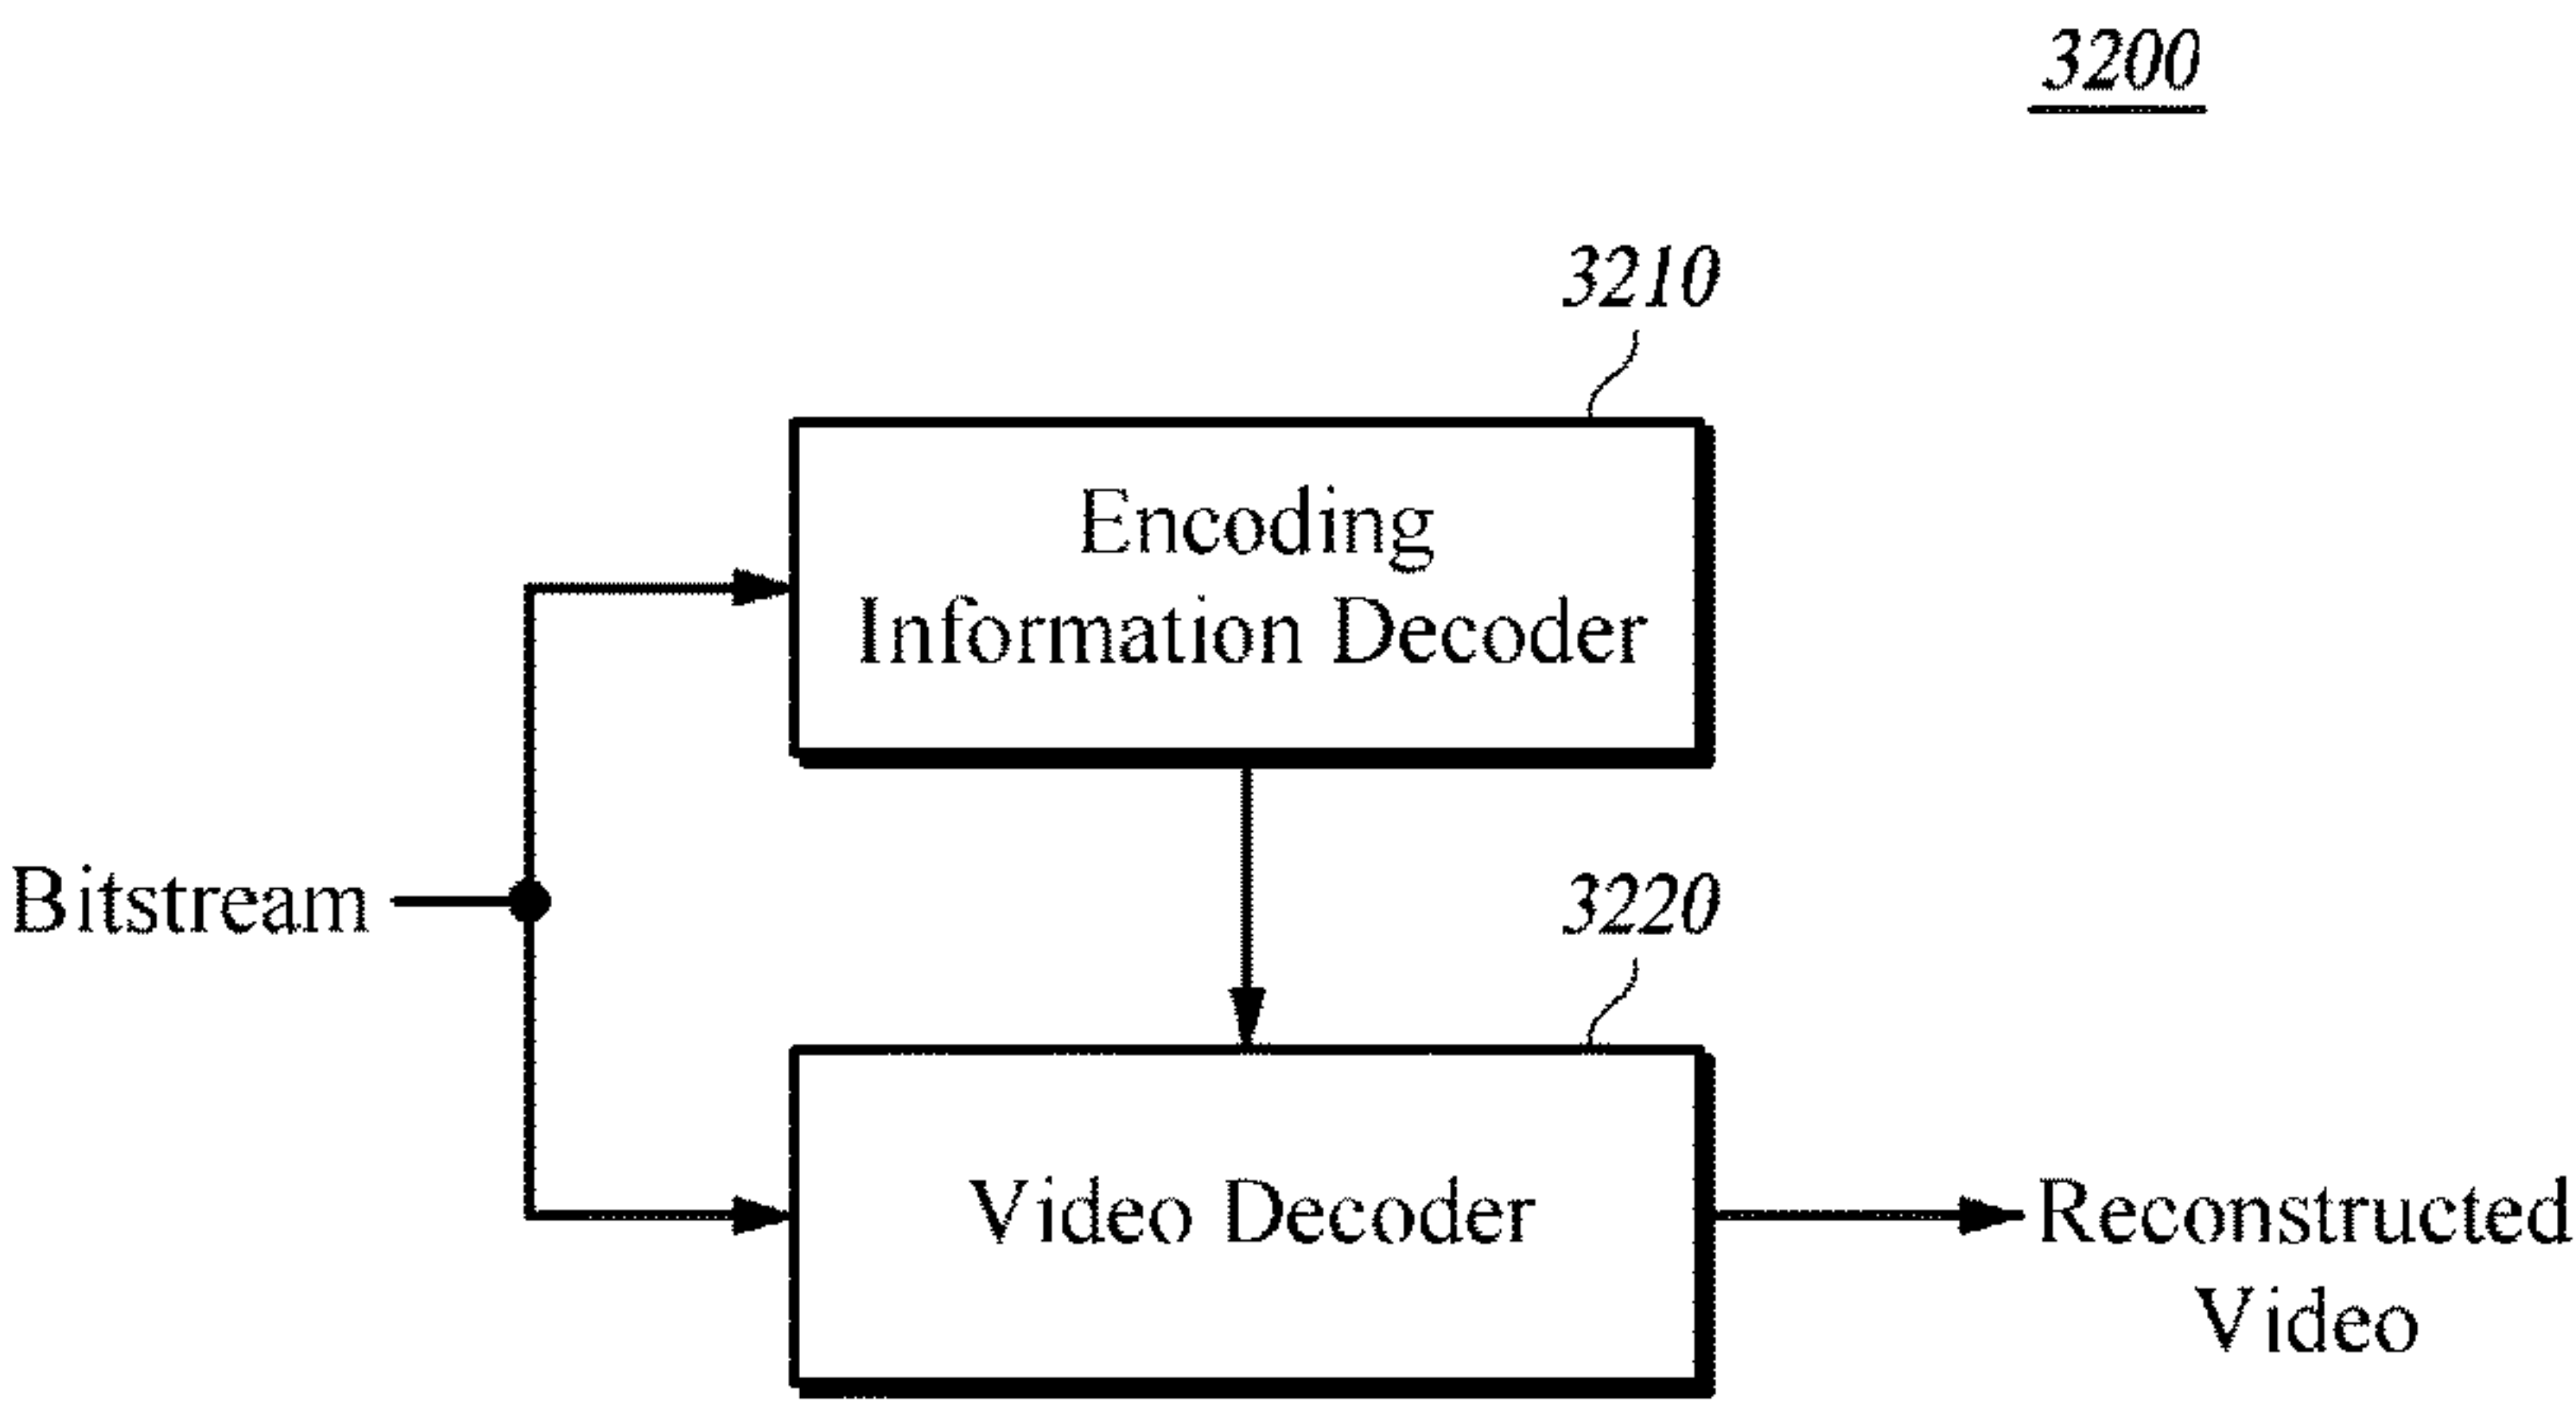 3200
3210
Encoding
Information Decoder
Bitstream
3220
Video Decoder
Reconstructed
Video